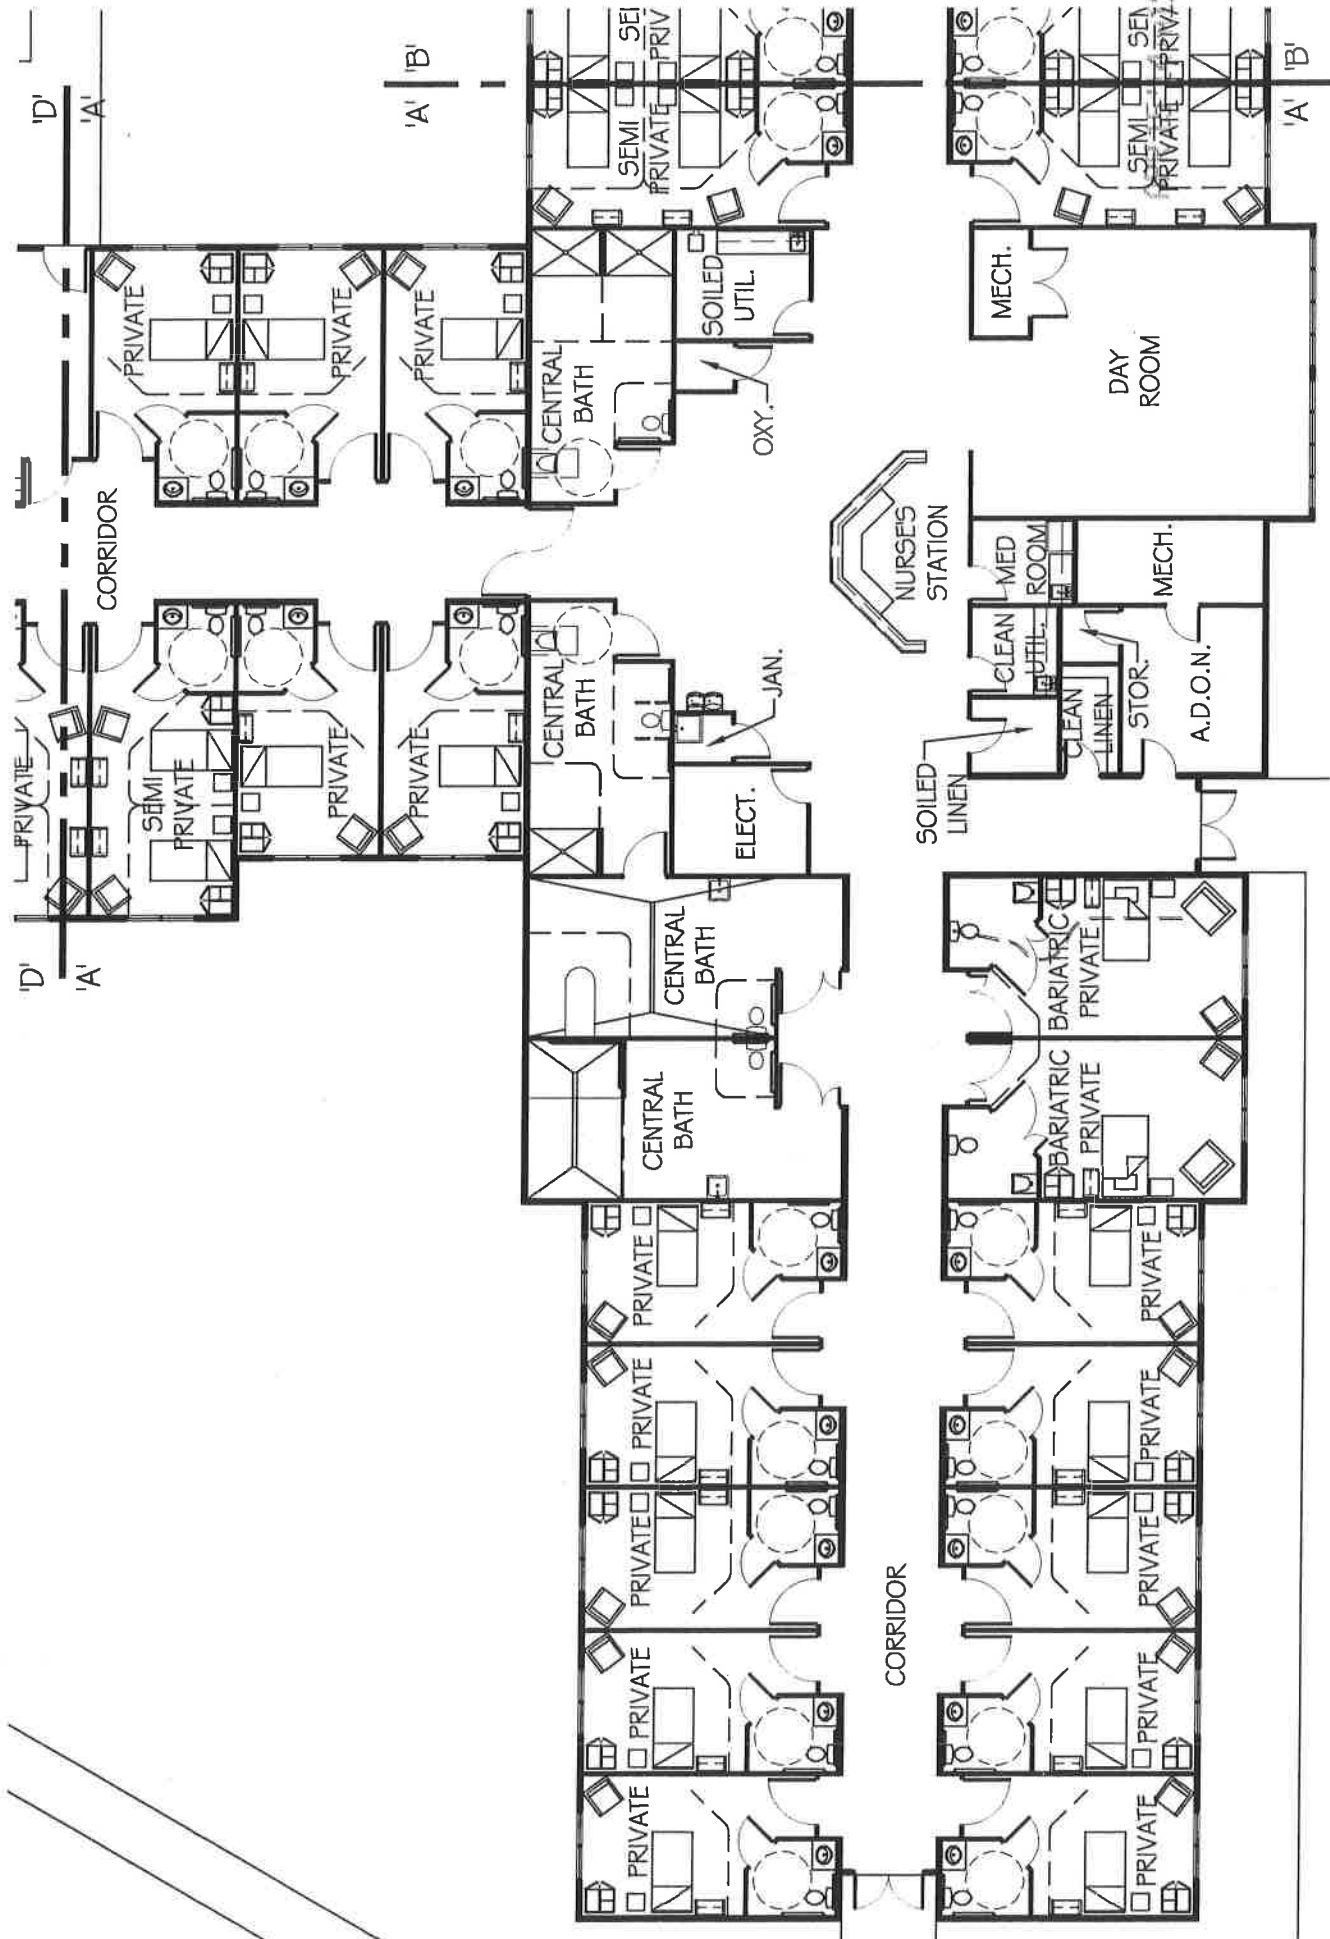 'D'
'A'
'A'
'B'
SEMI
PRIVATE
SEMI
PRIVATE
'A'
'B'
PRIVATE
PRIVATE
PRIVATE
CORRIDOR
CENTRAL
BATH
SOILED
UTIL.
OXY.
MECH.
DAY
ROOM
NURSE'S
STATION
MED
ROOM
MECH.
CLEAN
UTIL.
STOR.
A.D.O.N.
CLEAN
LINEN
SOILED
LINEN
PRIVATE
SEMI
PRIVATE
PRIVATE
PRIVATE
CENTRAL
BATH
JAN.
ELECT.
'D'
'A'
CENTRAL
BATH
CENTRAL
BATH
BARIATRIC
PRIVATE
BARIATRIC
PRIVATE
PRIVATE
PRIVATE
PRIVATE
PRIVATE
PRIVATE
CORRIDOR
PRIVATE
PRIVATE
PRIVATE
PRIVATE
PRIVATE